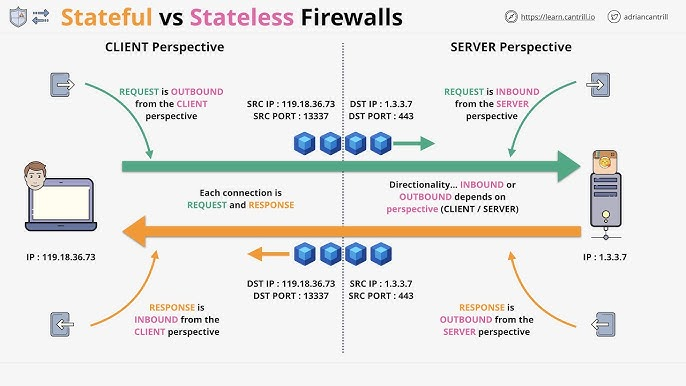 Stateful vs Stateless Firewalls
https://learn.cantrill.io
adriancantrill
CLIENT Perspective
SERVER Perspective
REQUEST is OUTBOUND
from the CLIENT
perspective
SRC IP : 119.18.36.73
SRC PORT : 13337
DST IP : 1.3.3.7
DST PORT : 443
REQUEST is INBOUND
from the SERVER
perspective
Each connection is
REQUEST and RESPONSE
Directionality... INBOUND or
OUTBOUND depends on
perspective (CLIENT / SERVER)
IP : 119.18.36.73
IP : 1.3.3.7
DST IP : 119.18.36.73
DST PORT : 13337
SRC IP : 1.3.3.7
SRC PORT : 443
RESPONSE is
INBOUND from the
CLIENT perspective
RESPONSE is
OUTBOUND from the
SERVER perspective